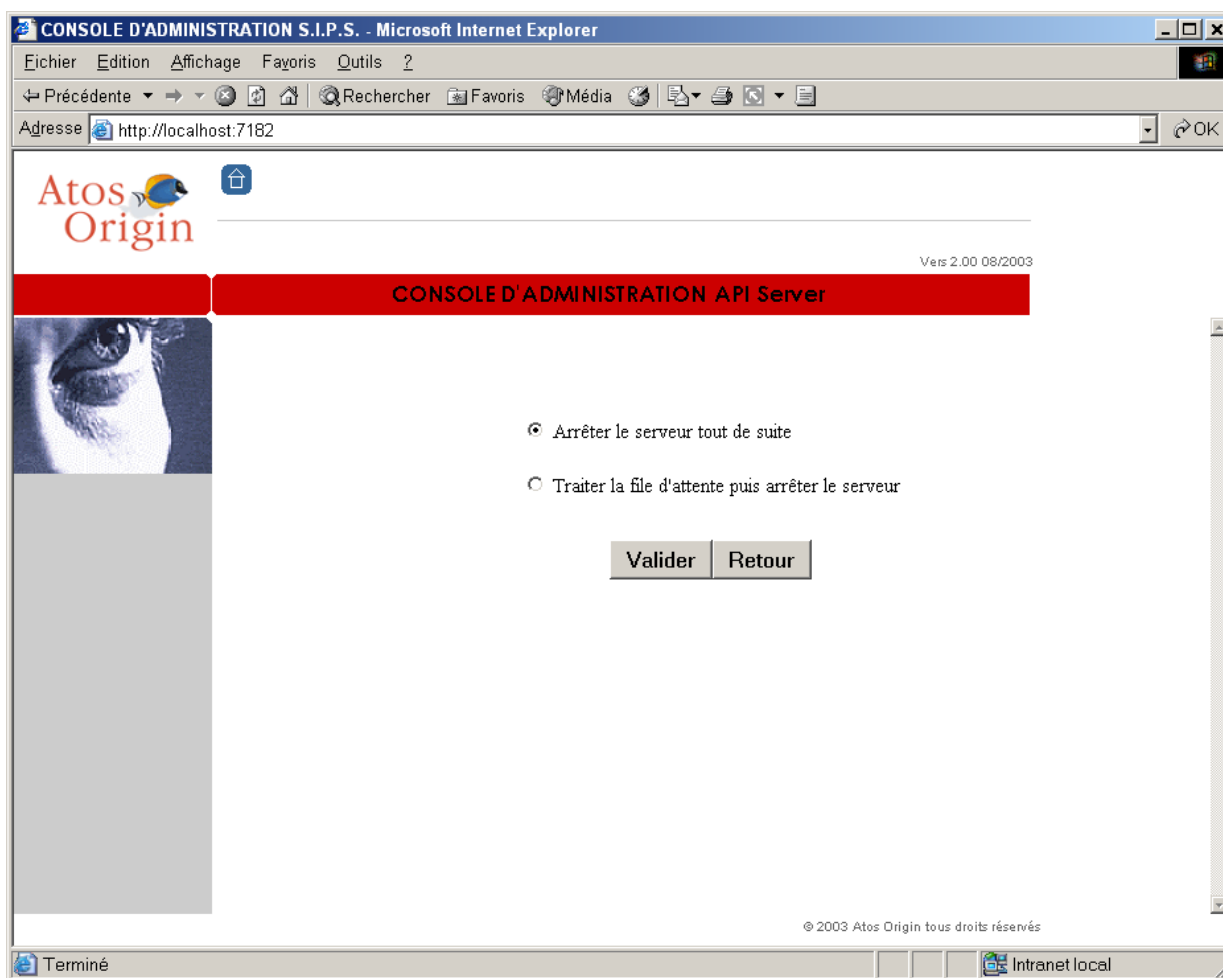 CONSOLE D'ADMINISTRATION S.I.P.S. - Microsoft Internet Explorer
Fichier Edition Affichage Favoris Outils ?
Précédente Rechercher Favoris Média
Adresse http://localhost:7182 OK
Atos
Origin
Vers 2.00 08/2003
CONSOLE D'ADMINISTRATION API Server
Arrêter le serveur tout de suite
Traiter la file d'attente puis arrêter le serveur
Valider Retour
© 2003 Atos Origin tous droits réservés
Terminé Intranet local